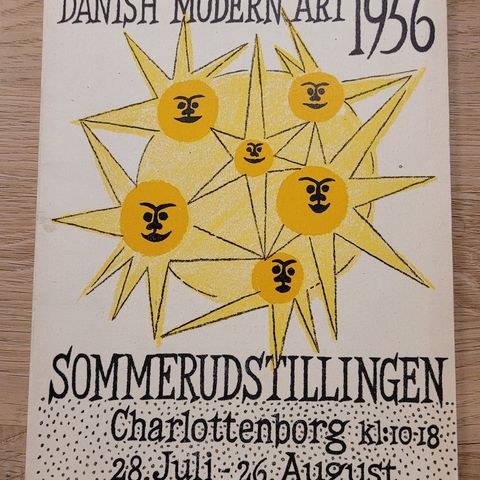 DANISH MODERN ART 1956
SOMMERUDSTILLINGEN
Charlottenborg kl:10-18
28. Juli - 26. August